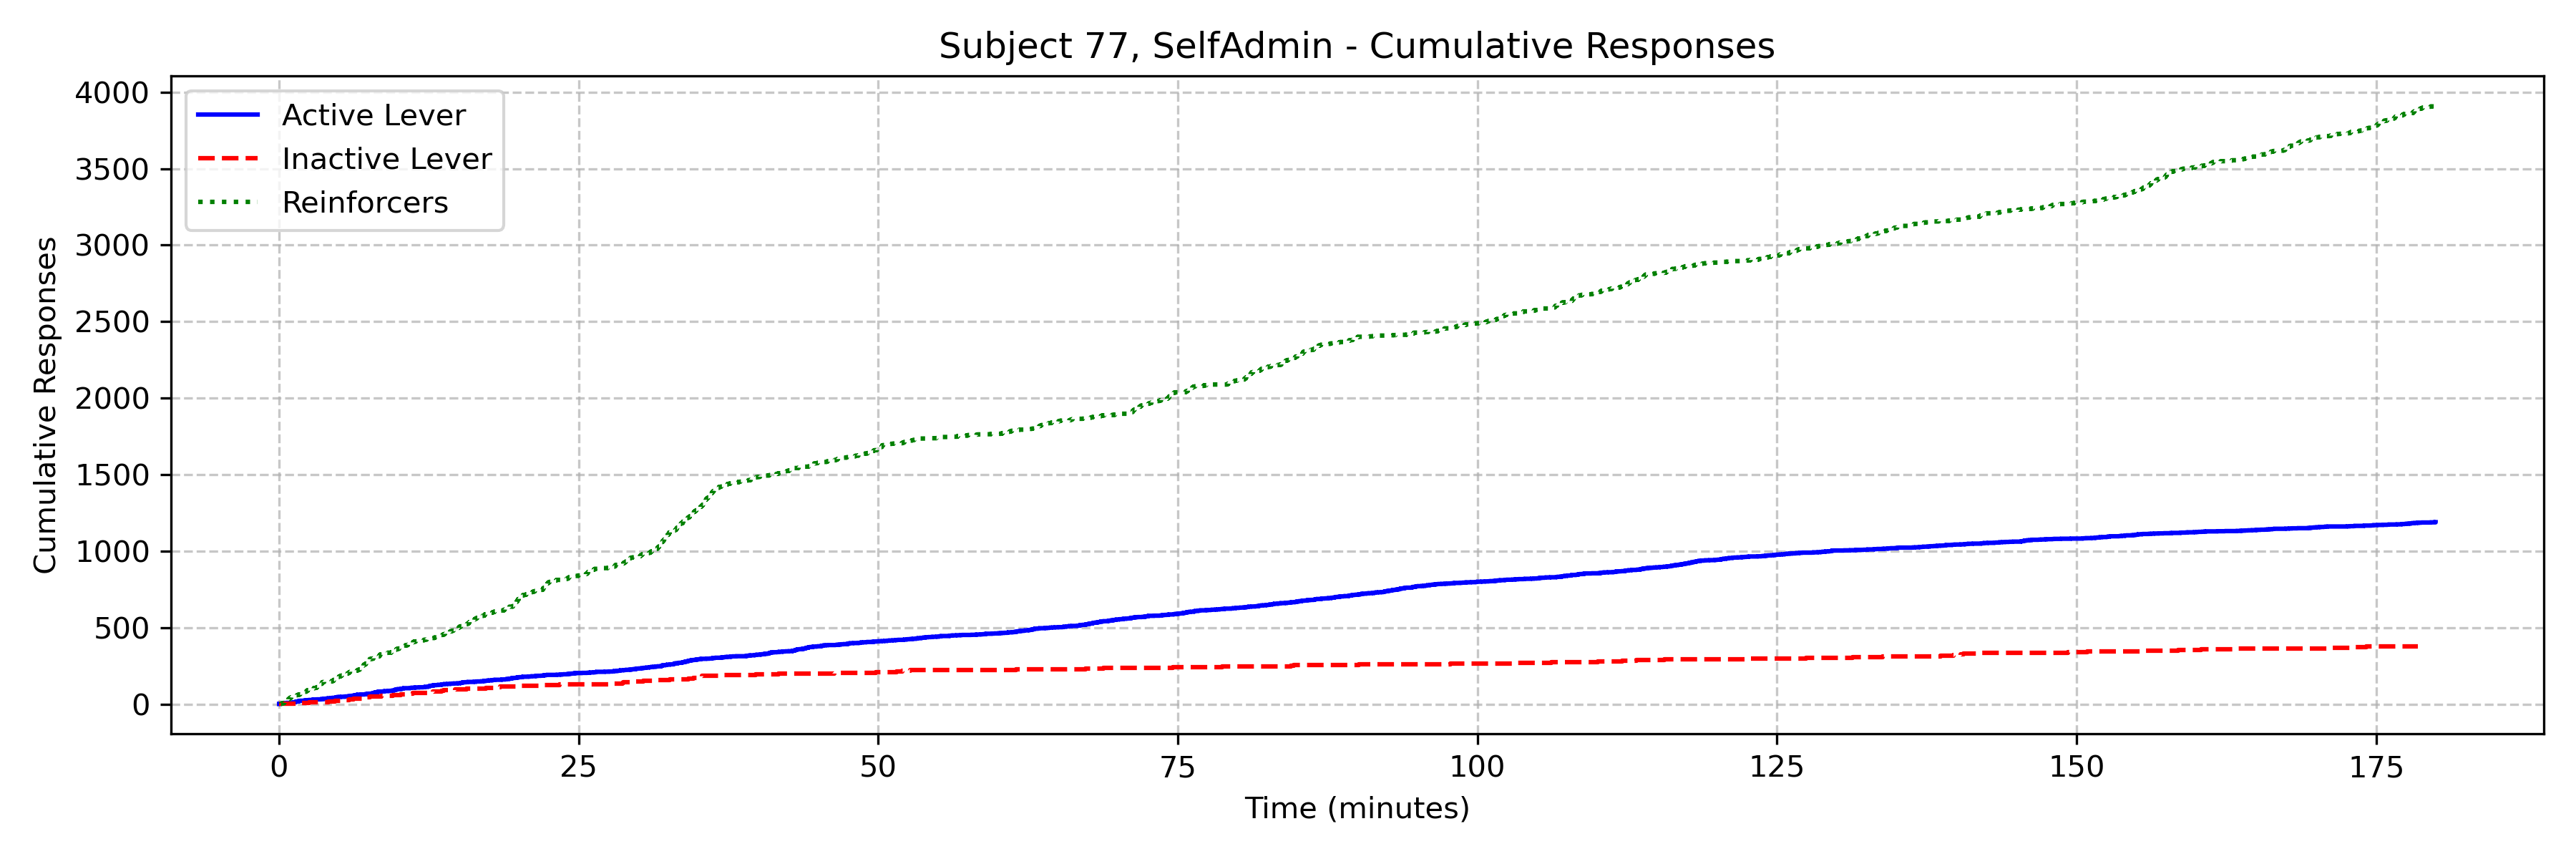 Subject 77, SelfAdmin - Cumulative Responses
Active Lever
Inactive Lever
Reinforcers
Cumulative Responses
4000
3500
3000
2500
2000
1500
1000
500
0
0 25 50 75 100 125 150 175
Time (minutes)